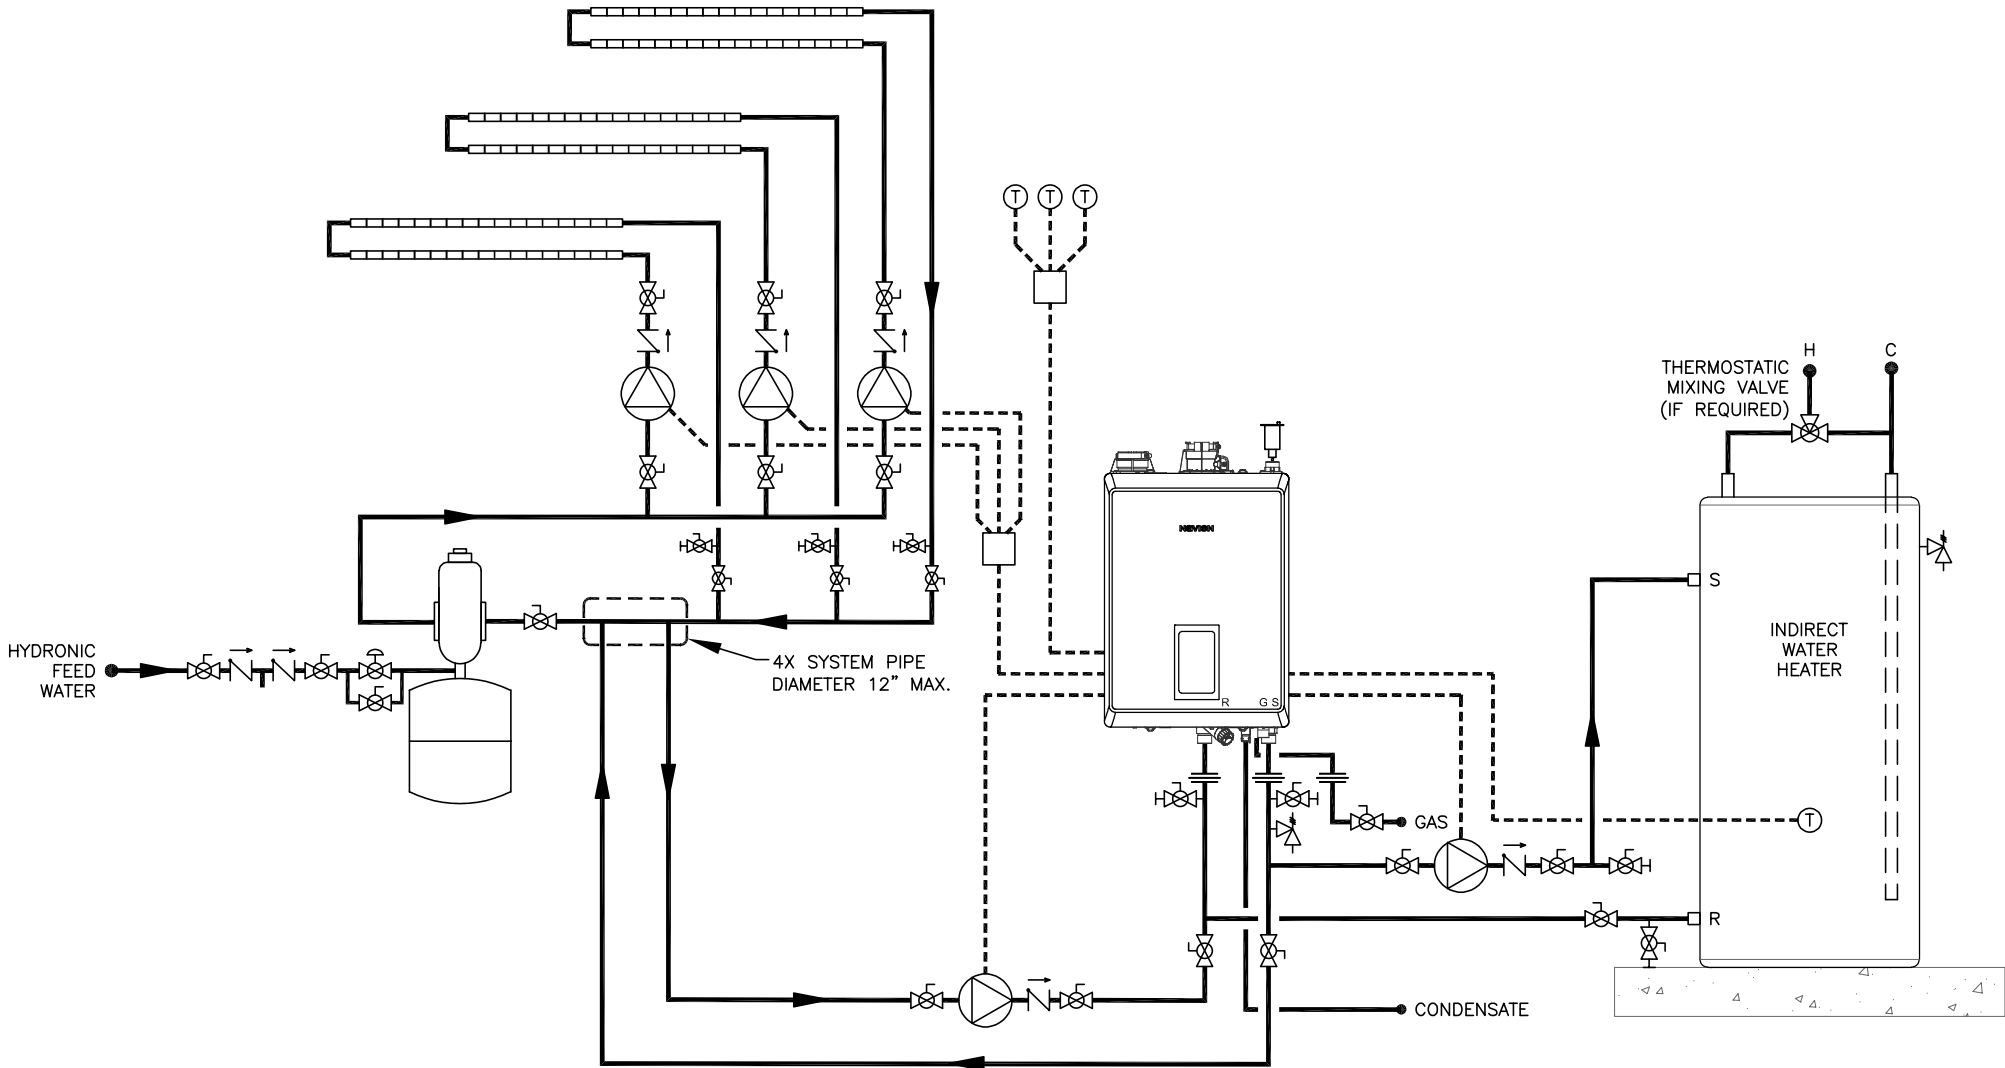 T T T
H C
THERMOSTATIC
MIXING VALVE
(IF REQUIRED)
S
INDIRECT
WATER
HEATER
HYDRONIC
FEED
WATER
4X SYSTEM PIPE
DIAMETER 12" MAX.
R G S
T
GAS
R
CONDENSATE